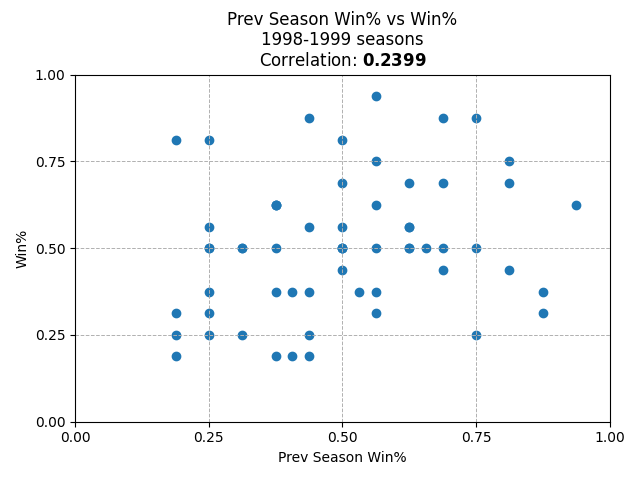 Prev Season Win% vs Win%
1998-1999 seasons
Correlation: 0.2399
1.00
0.75
0.50
0.25
0.00
Win%
0.00 0.25 0.50 0.75 1.00
Prev Season Win%